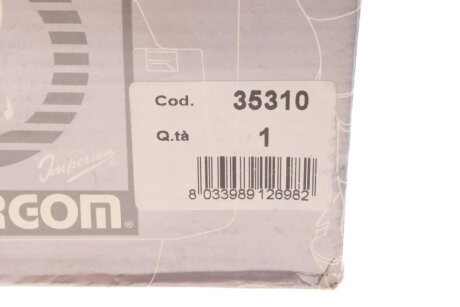 Cod. 35310
Q.tà 1
8 033989 126982
Imperium
RGOM®